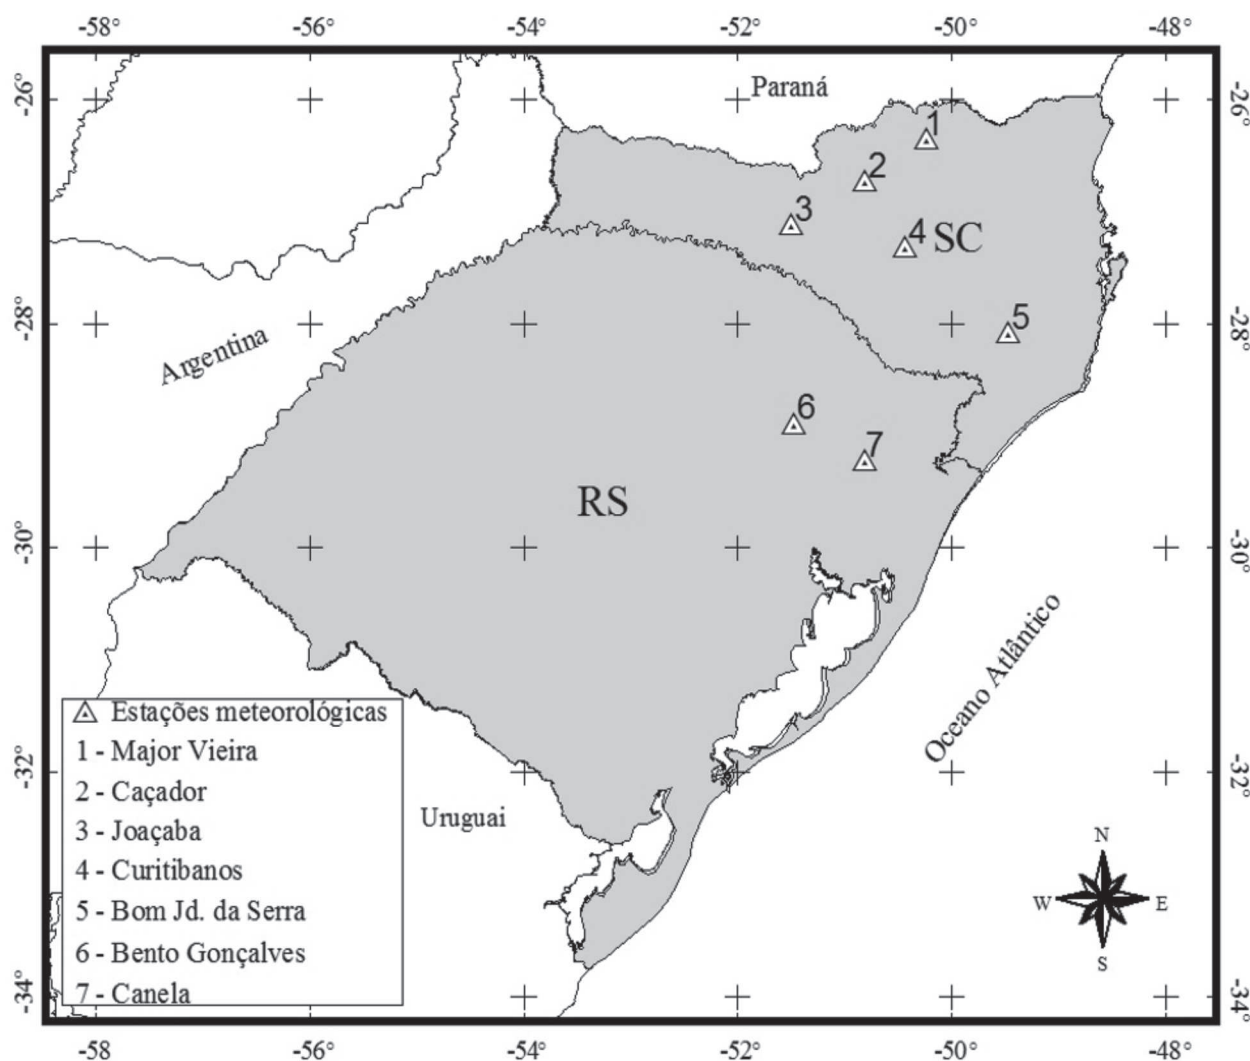 -58° -56° -54° -52° -50° -48°
-26° -26°
Paraná
1
2
3
4 SC
-28° -28°
5
Argentina
6
7
RS
-30° -30°
Oceano Atlântico
Estações meteorológicas
1 - Major Vieira
-32° -32°
2 - Caçador
Uruguai
3 - Joaçaba
4 - Curitibanos
5 - Bom Jd. da Serra
6 - Bento Gonçalves
7 - Canela
N
W E
S
-34° -34°
-58 -56° -54° -52° -50° -48°